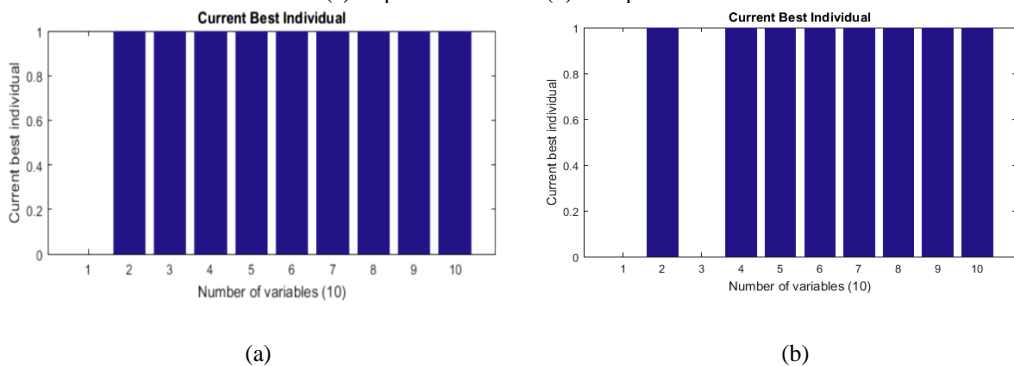 Current Best Individual
1
0.8
0.6
0.4
0.2
0
Current best individual
1 2 3 4 5 6 7 8 9 10
Number of variables (10)
(a)
Current Best Individual
1
0.8
0.6
0.4
0.2
0
Current best individual
1 2 3 4 5 6 7 8 9 10
Number of variables (10)
(b)